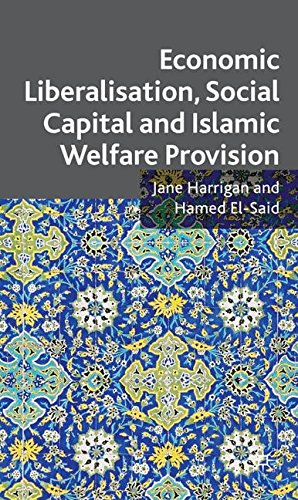 Economic
Liberalisation, Social
Capital and Islamic
Welfare Provision
Jane Harrigan and
Hamed El-Said